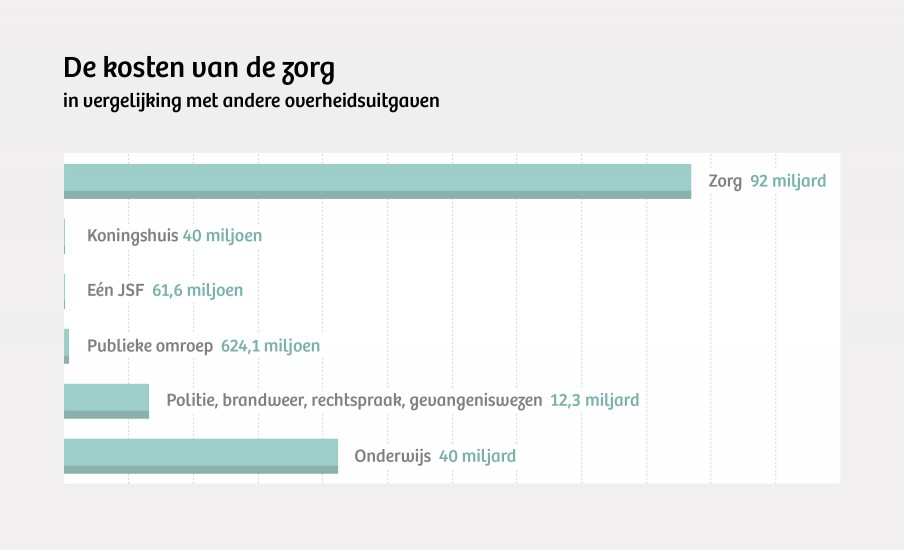 De kosten van de zorg
in vergelijking met andere overheidsuitgaven
Zorg 92 miljard
Koningshuis 40 miljoen
Eén JSF 61,6 miljoen
Publieke omroep 624,1 miljoen
Politie, brandweer, rechtspraak, gevangeniswezen 12,3 miljard
Onderwijs 40 miljard